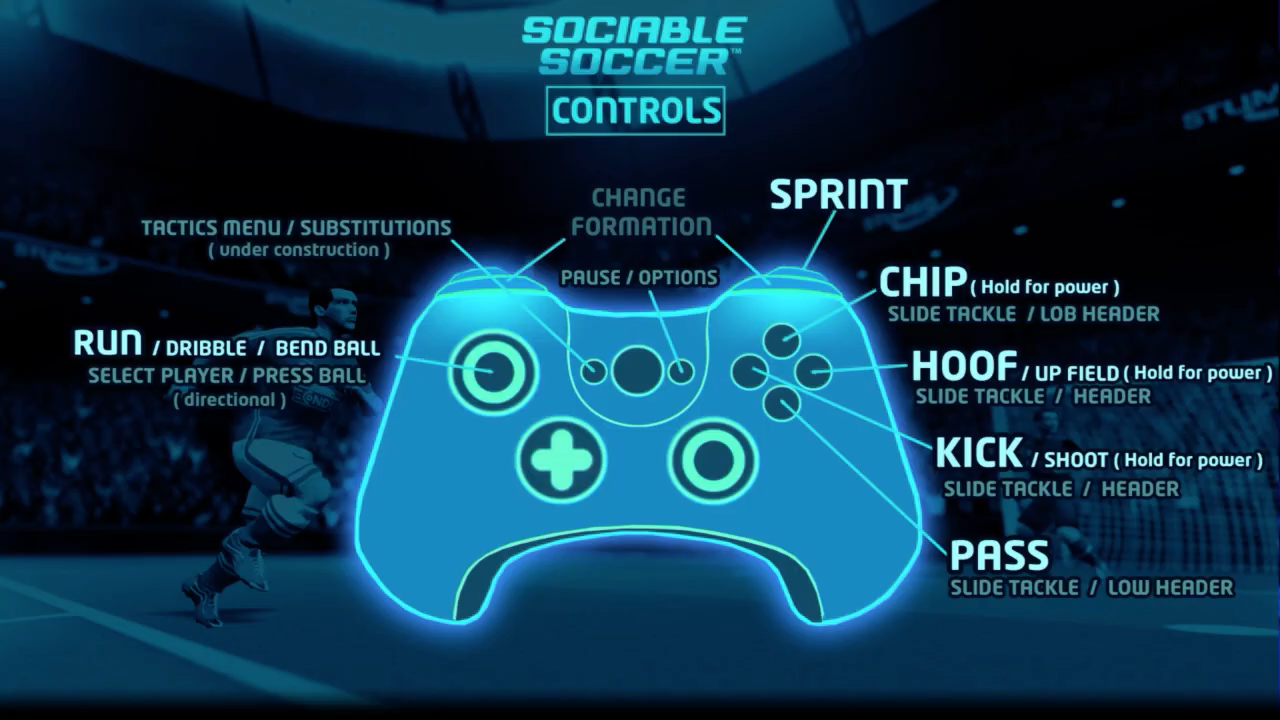 SOCIABLE
SOCCER™
CONTROLS
CHANGE
FORMATION
SPRINT
TACTICS MENU / SUBSTITUTIONS
( under construction )
PAUSE / OPTIONS
CHIP ( Hold for power )
SLIDE TACKLE / LOB HEADER
RUN / DRIBBLE / BEND BALL
SELECT PLAYER / PRESS BALL
( directional )
HOOF / UP FIELD ( Hold for power )
SLIDE TACKLE / HEADER
KICK / SHOOT ( Hold for power )
SLIDE TACKLE / HEADER
PASS
SLIDE TACKLE / LOW HEADER